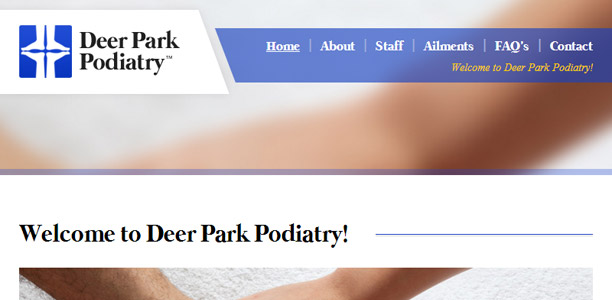 Deer Park
Podiatry™
Home | About | Staff | Ailments | FAQ's | Contact
Welcome to Deer Park Podiatry!
Welcome to Deer Park Podiatry!